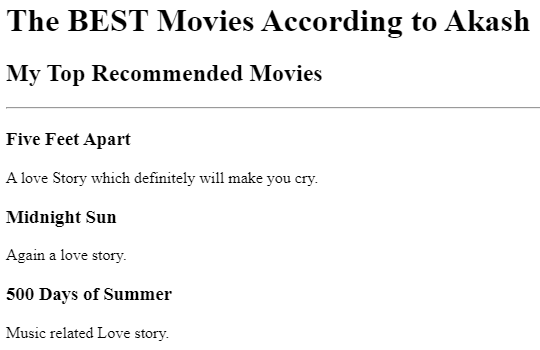 The BEST Movies According to Akash
My Top Recommended Movies
Five Feet Apart
A love Story which definitely will make you cry.
Midnight Sun
Again a love story.
500 Days of Summer
Music related Love story.